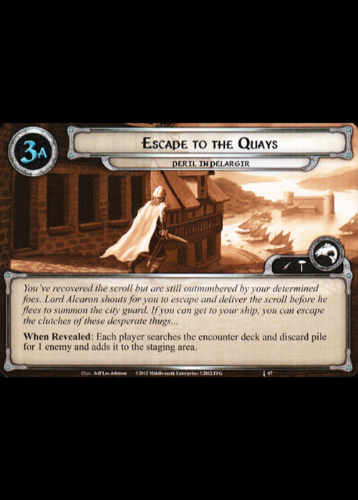 3A
ESCAPE TO THE QUAYS
PERIL IN PELARGIR
You've recovered the scroll but are still outnumbered by your determined
foes. Lord Alcaron shouts for you to escape and deliver the scroll before he
flees to summon the city guard. If you can get to your ship, you can escape
the clutches of these desperate thugs...
When Revealed: Each player searches the encounter deck and discard pile
for 1 enemy and adds it to the staging area.
Illus. Jeff Lee Johnson ©2012 Middle-earth Enterprises ©2012 FFG 67